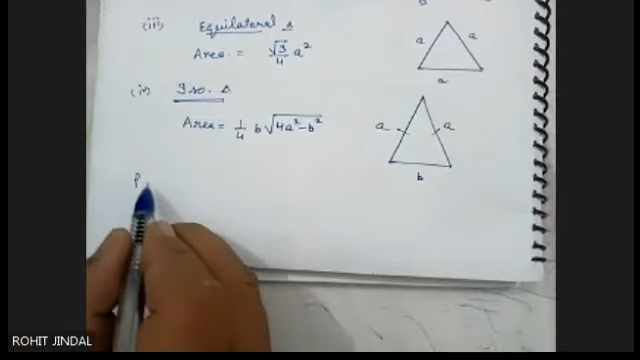 (iii) Equilateral Δ
Area = √3/4 a²
a a
a
(iv) Iso. Δ
Area = 1/4 b√4a²-b²
a a
b
P
ROHIT JINDAL